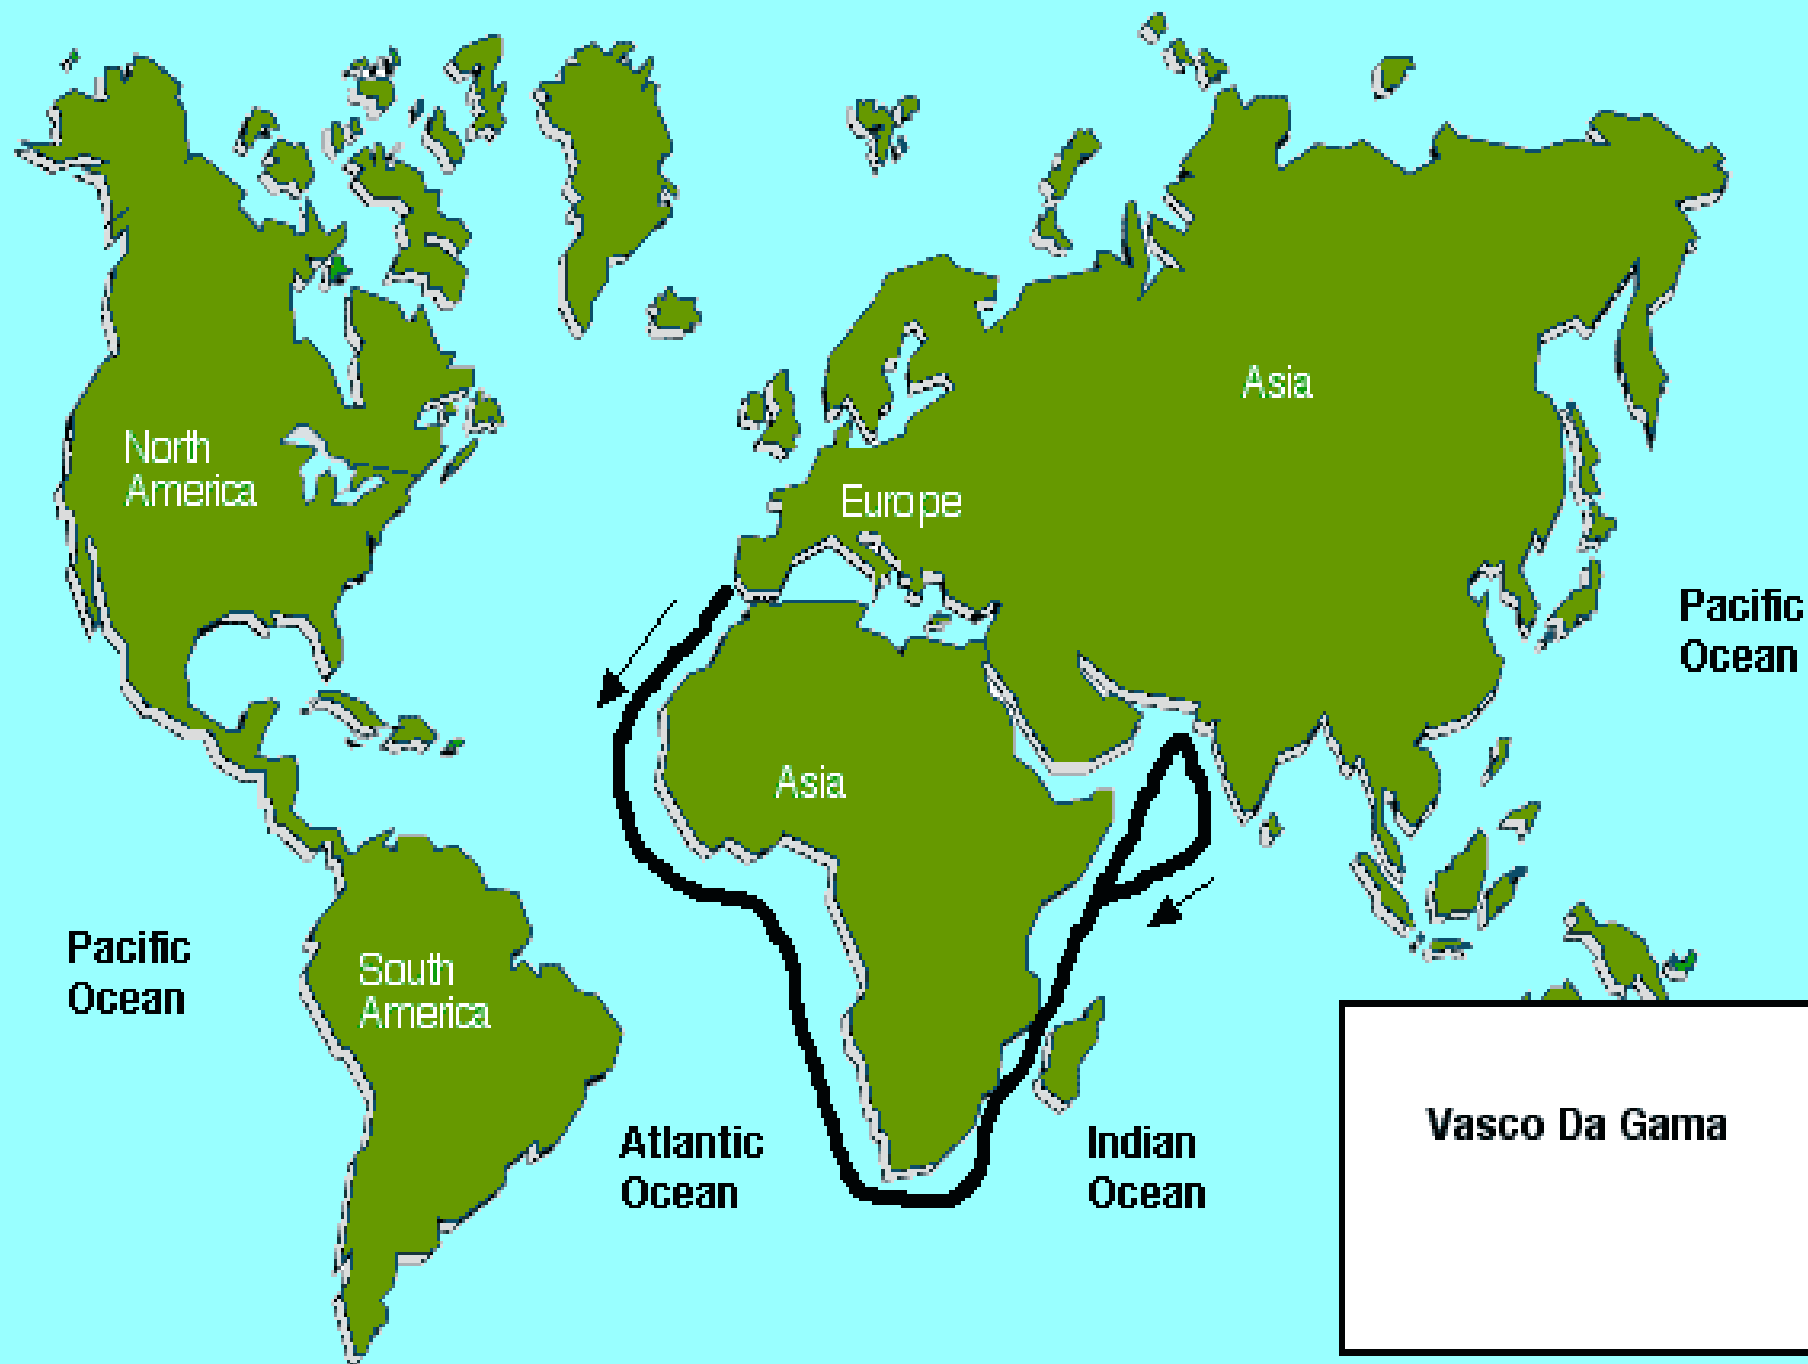 Asia
North
America
Europe
Pacific
Ocean
Asia
Pacific
Ocean
South
America
Atlantic
Ocean
Indian
Ocean
Vasco Da Gama